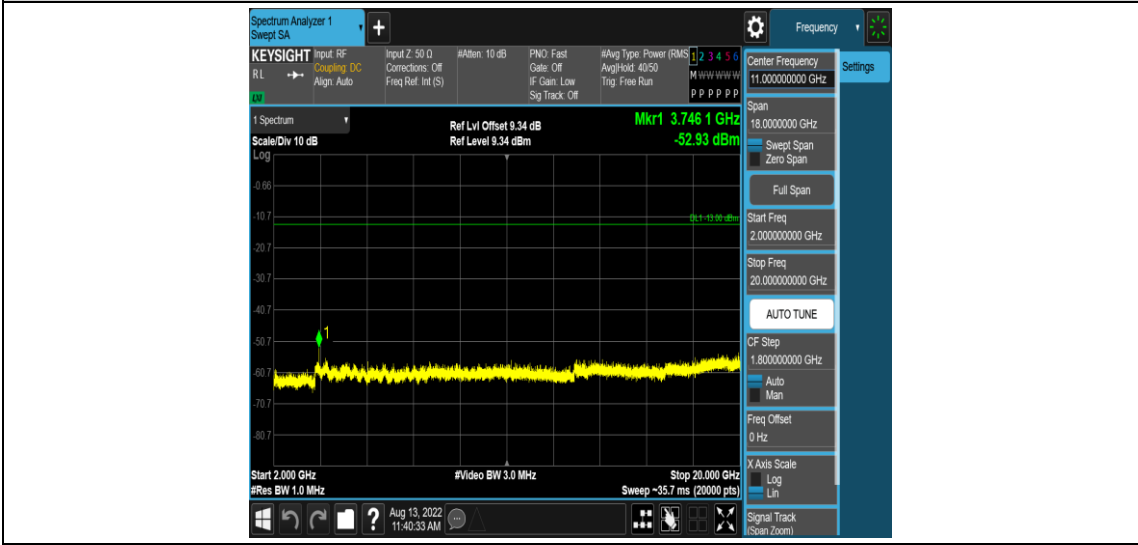 Spectrum Analyzer 1
Swept SA
+
Frequency
KEYSIGHT
RL
LM
Input: RF
Coupling: DC
Align: Auto
Input Z: 50 Ω
Corrections: Off
Freq Ref: Int (S)
#Atten: 10 dB
PNO: Fast
Gate: Off
IF Gain: Low
Sig Track: Off
#Avg Type: Power (RMS
Avg|Hold: 40/50
Trig: Free Run
1 2 3 4 5 6
M W W W W W
P P P P P P
1 Spectrum
Scale/Div 10 dB
Log
Ref Lvl Offset 9.34 dB
Ref Level 9.34 dBm
Mkr1 3.746 1 GHz
-52.93 dBm
-0.66
-10.7
DL1 -13.00 dBm
-20.7
-30.7
-40.7
1
-50.7
-60.7
-70.7
-80.7
Start 2.000 GHz
#Res BW 1.0 MHz
#Video BW 3.0 MHz
Stop 20.000 GHz
Sweep ~35.7 ms (20000 pts)
?
Aug 13, 2022
11:40:33 AM
Center Frequency
11.000000000 GHz
Settings
Span
18.0000000 GHz
Swept Span
Zero Span
Full Span
Start Freq
2.000000000 GHz
Stop Freq
20.000000000 GHz
AUTO TUNE
CF Step
1.800000000 GHz
Auto
Man
Freq Offset
0 Hz
X Axis Scale
Log
Lin
Signal Track
(Span Zoom)